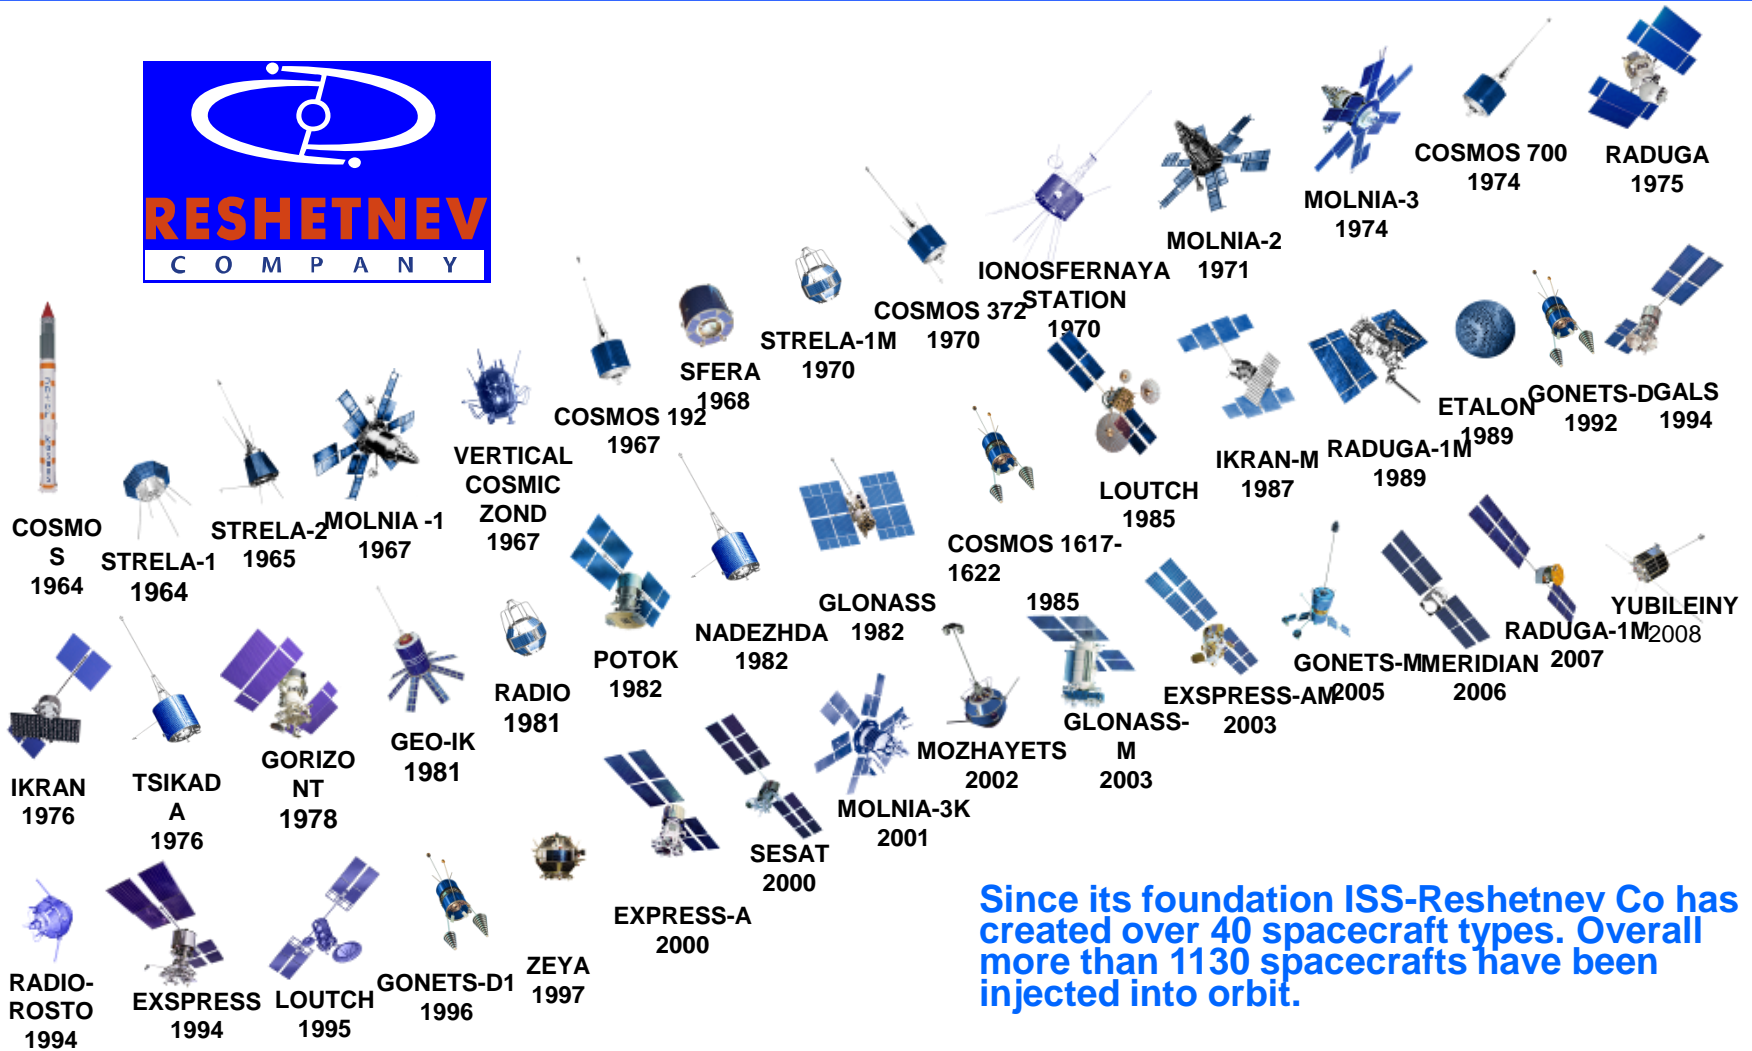 RESHETNEV
COMPANY
COSMO
S
1964
STRELA-1
1964
STRELA-2
1965
MOLNIA -1
1967
VERTICAL
COSMIC
ZOND
1967
COSMOS 192
1967
SFERA
1968
STRELA-1M
1970
COSMOS 372
1970
IONOSFERNAYA
STATION
1970
MOLNIA-2
1971
MOLNIA-3
1974
COSMOS 700
1974
RADUGA
1975
IKRAN
1976
TSIKAD
A
1976
GORIZO
NT
1978
GEO-IK
1981
RADIO
1981
POTOK
1982
NADEZHDA
1982
GLONASS
1982
COSMOS 1617-
1622
1985
LOUTCH
1985
IKRAN-M
1987
RADUGA-1M
1989
ETALON
1989
GONETS-D
1992
GALS
1994
RADIO-
ROSTO
1994
EXSPRESS
1994
LOUTCH
1995
GONETS-D1
1996
ZEYA
1997
EXPRESS-A
2000
SESAT
2000
MOLNIA-3K
2001
MOZHAYETS
2002
GLONASS-
M
2003
EXSPRESS-AM
2003
GONETS-M
2005
MERIDIAN
2006
RADUGA-1M
2007
YUBILEINY
2008
Since its foundation ISS-Reshetnev Co has
created over 40 spacecraft types. Overall
more than 1130 spacecrafts have been
injected into orbit.